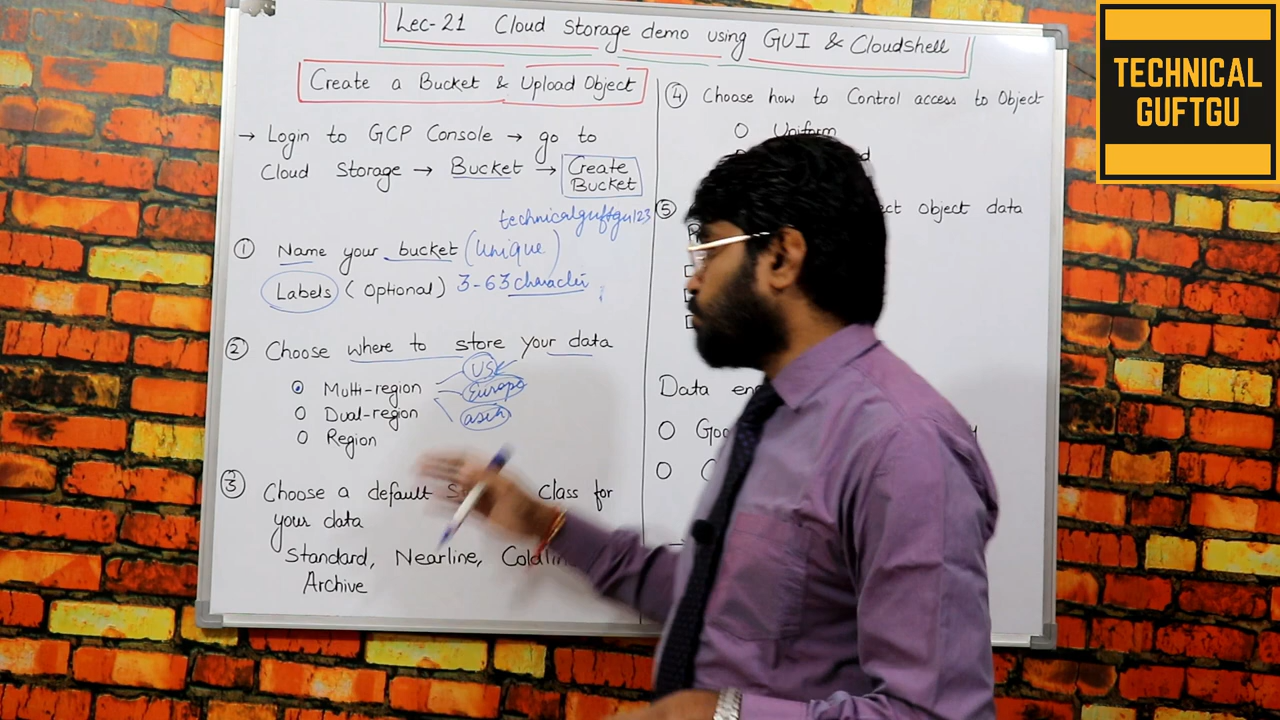 Lec-21 Cloud Storage demo using GUI & Cloudshell
Create a Bucket & Upload Object
→ Login to GCP Console → go to
Cloud Storage → Bucket → Create Bucket
technicalguftgu123
① Name your bucket (unique)
Labels (Optional) 3-63 character
② Choose where to store your data
Multi-region US Europe asia
Dual-region
Region
③ Choose a default Class for
your data
Standard, Nearline,
Archive
④ Choose how to Control access to Object
Uniform
⑤ Object data
Data
TECHNICAL
GUFTGU